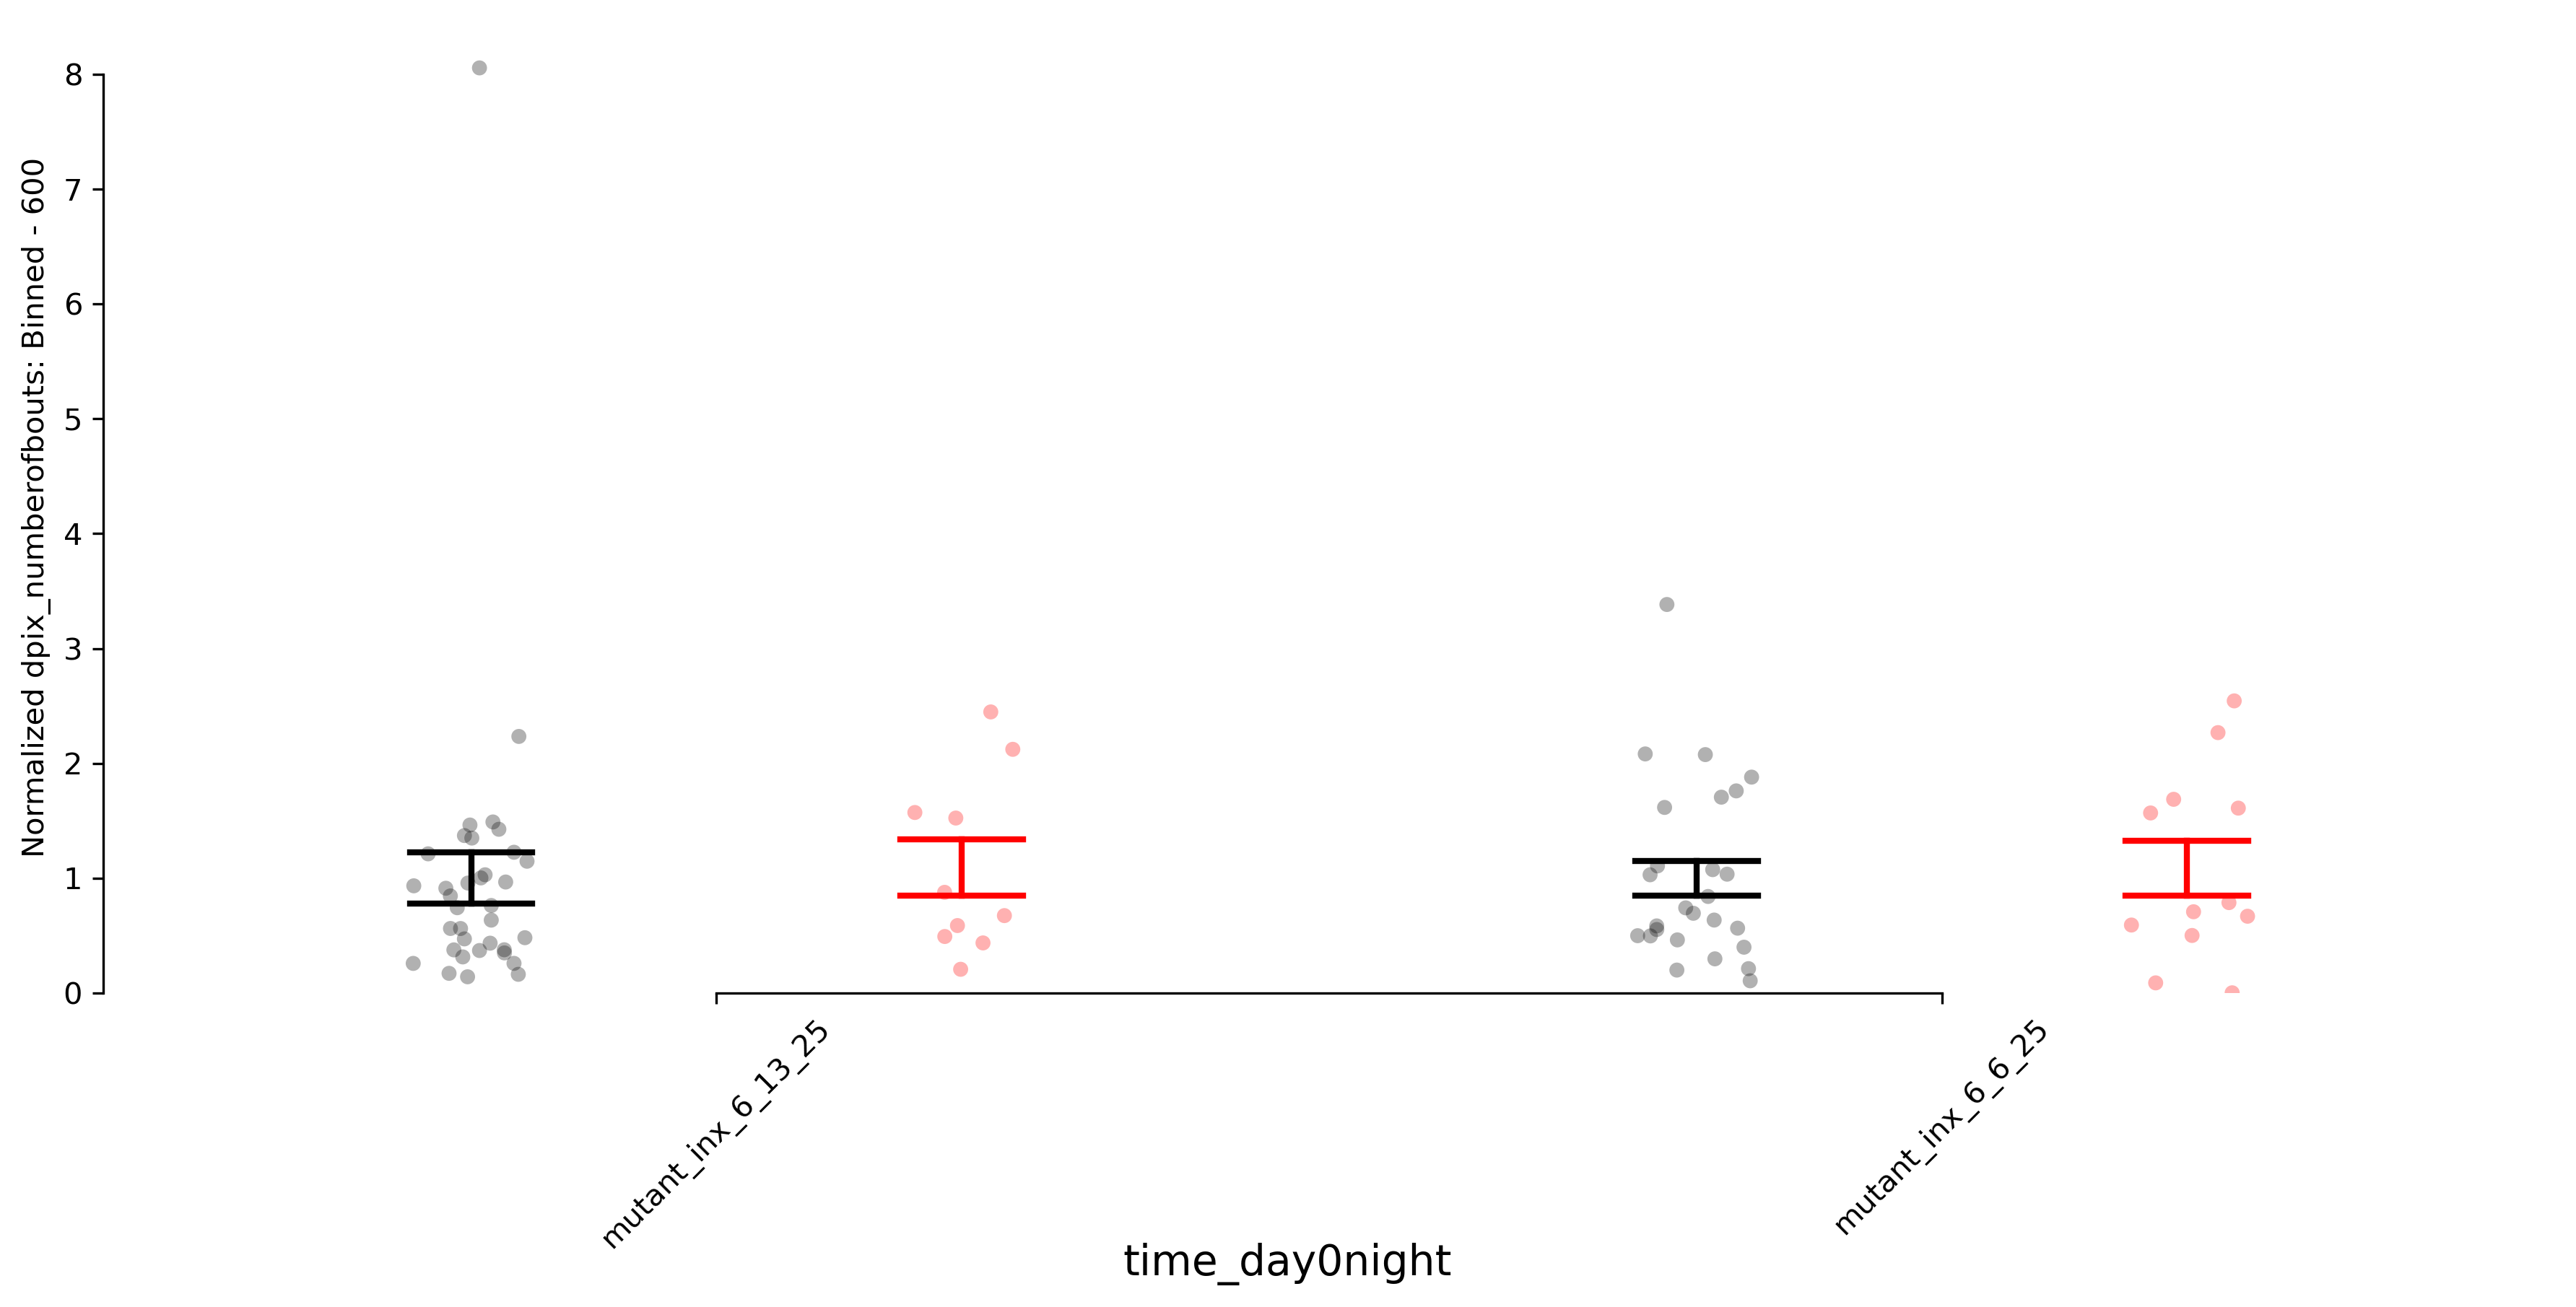 Normalized dpix_numberofbouts: Binned - 600
8
7
6
5
4
3
2
1
0
mutant_inx_6_13_25
mutant_inx_6_6_25
time_day0night